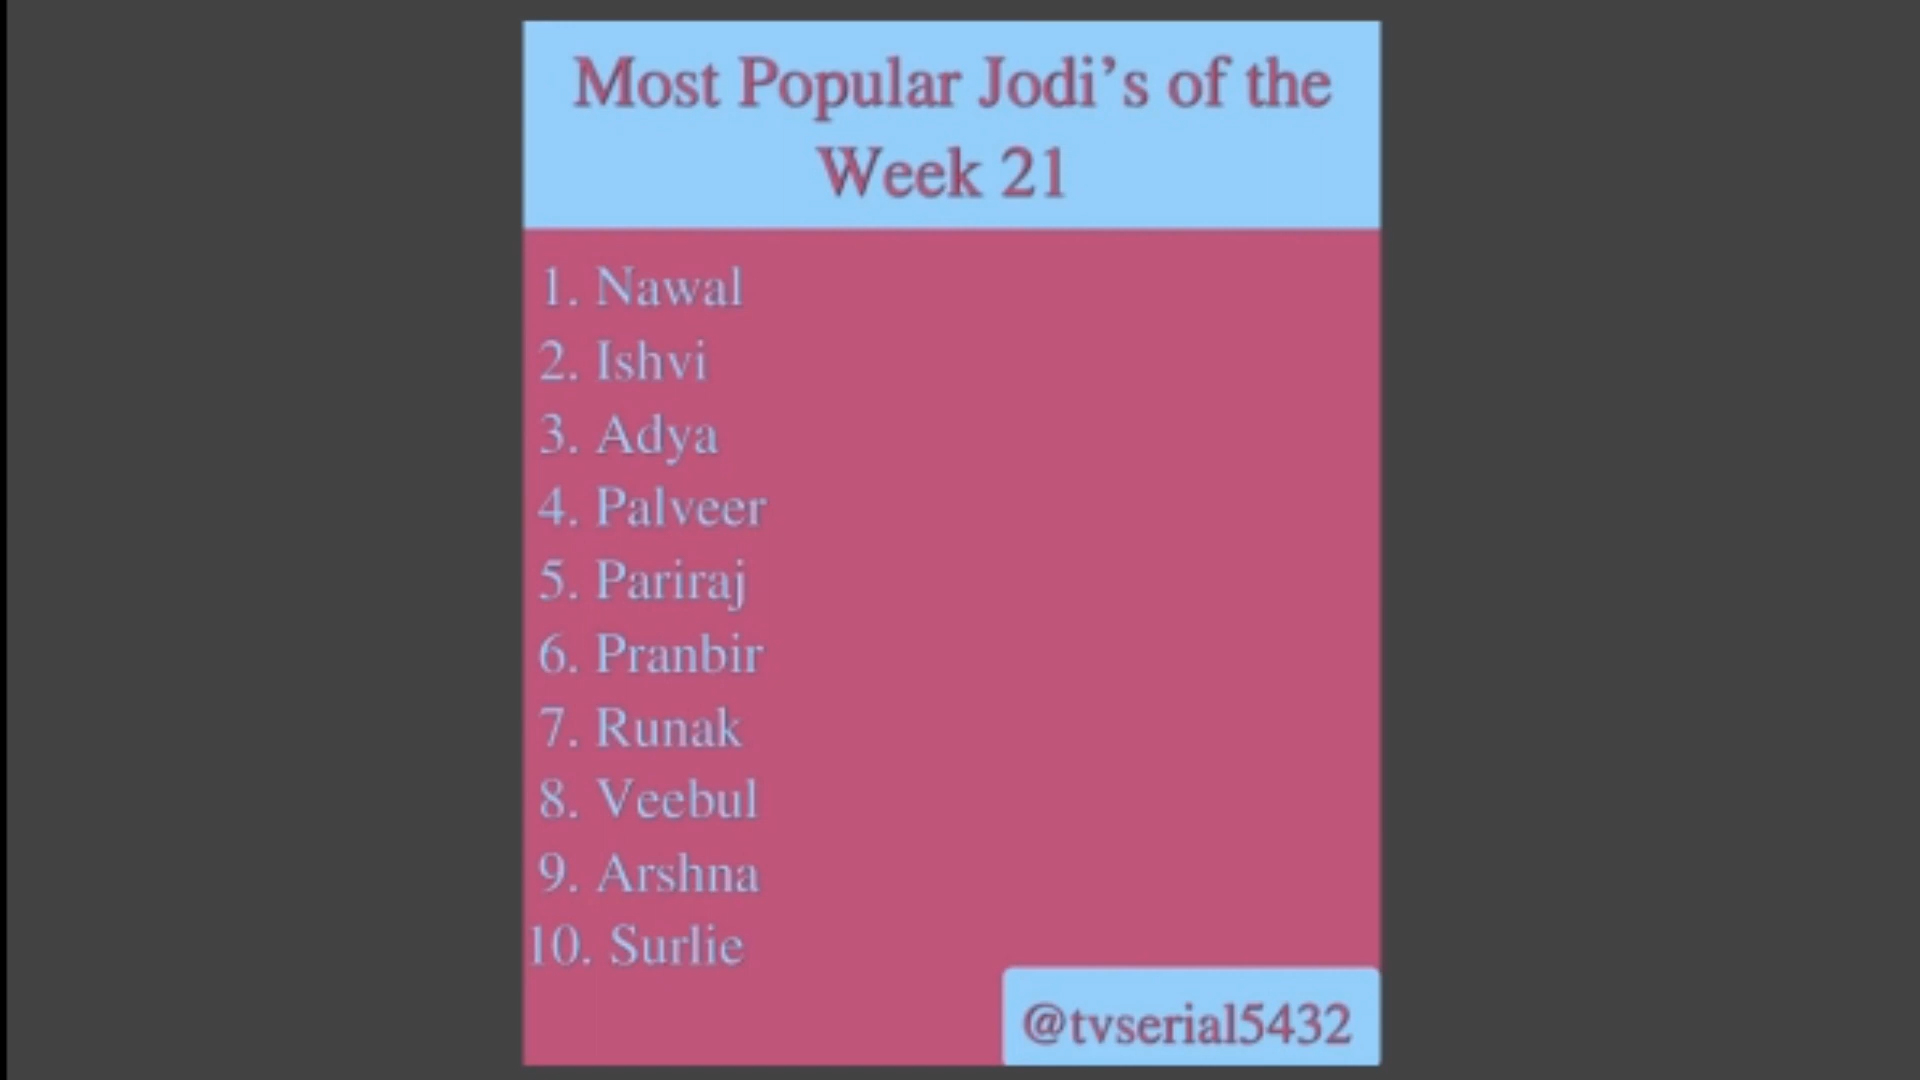 Most Popular Jodi’s of the
Week 21
1. Nawal
2. Ishvi
3. Adya
4. Palveer
5. Pariraj
6. Pranbir
7. Runak
8. Veebul
9. Arshna
10. Surlie
@tvserial5432